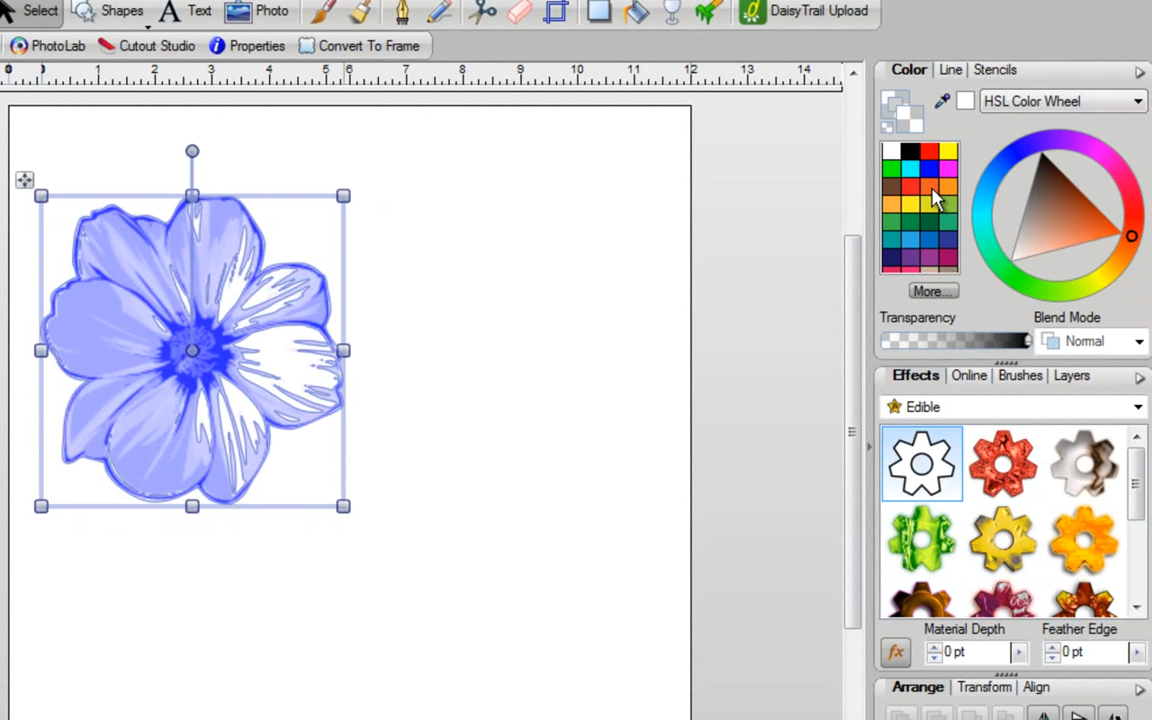 Select Shapes Text Photo DaisyTrail Upload
PhotoLab Cutout Studio Properties Convert To Frame
0 1 2 3 4 5 6 7 8 9 10 11 12 13 14
Color Line Stencils
HSL Color Wheel
More...
Transparency Blend Mode
Normal
Effects Online Brushes Layers
Edible
Material Depth Feather Edge
fx 0 pt 0 pt
Arrange Transform Align